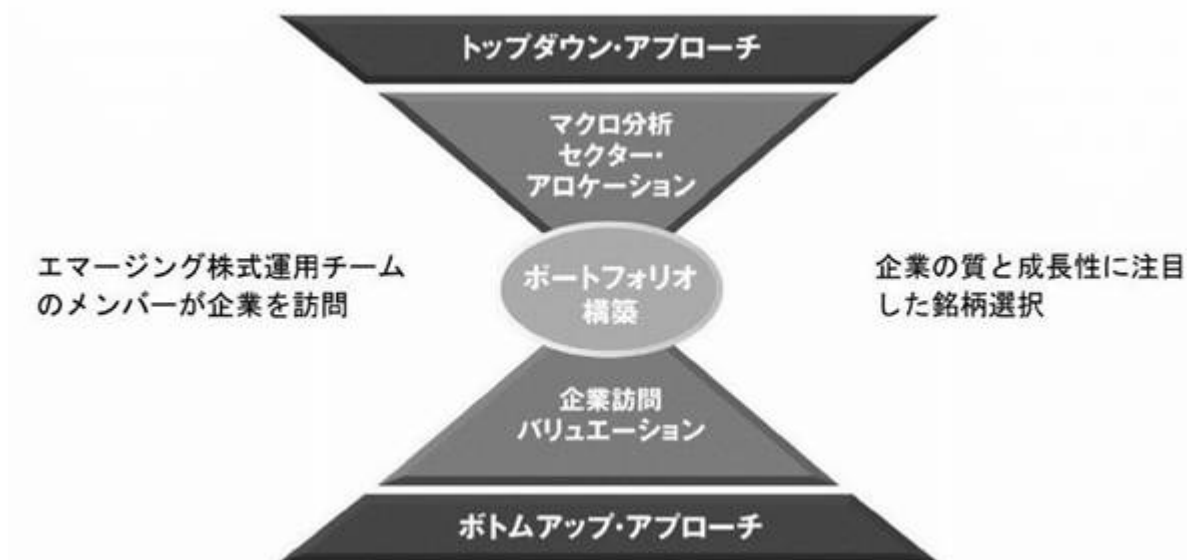 トップダウン・アプローチ
マクロ分析
セクター・
アロケーション
エマージング株式運用チーム
のメンバーが企業を訪問
ポートフォリオ
構築
企業の質と成長性に注目
した銘柄選択
企業訪問
バリュエーション
ボトムアップ・アプローチ